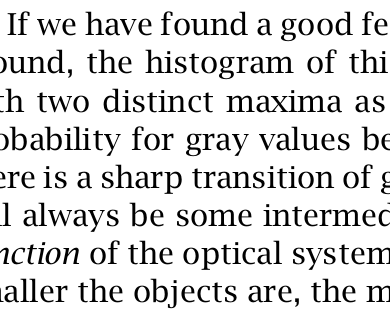 If we have found a good fe
ound, the histogram of thi
th two distinct maxima as
obability for gray values be
ere is a sharp transition of g
l always be some intermed
nction of the optical system
aller the objects are, the m